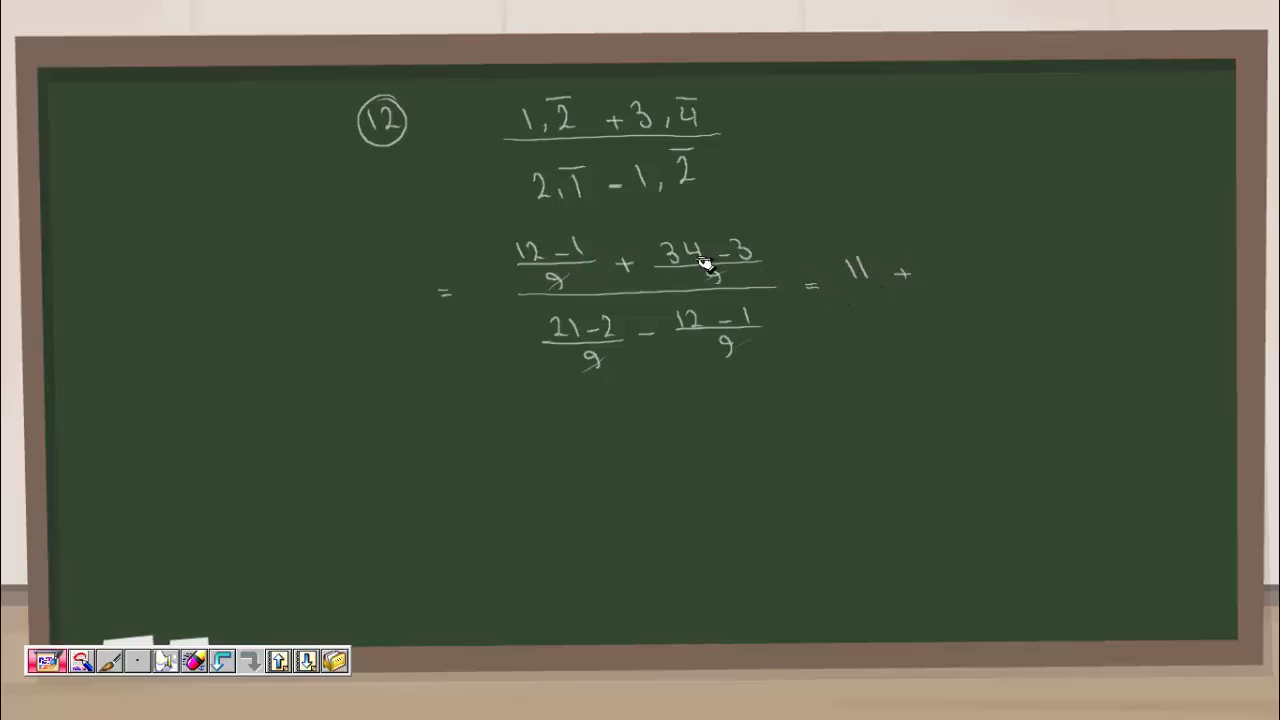 12
1,2̅ + 3,4̅
2,1̅ - 1,2̅
12 - 1 + 34 - 3
9 9
= = 11 +
21 - 2 - 12 - 1
9 9